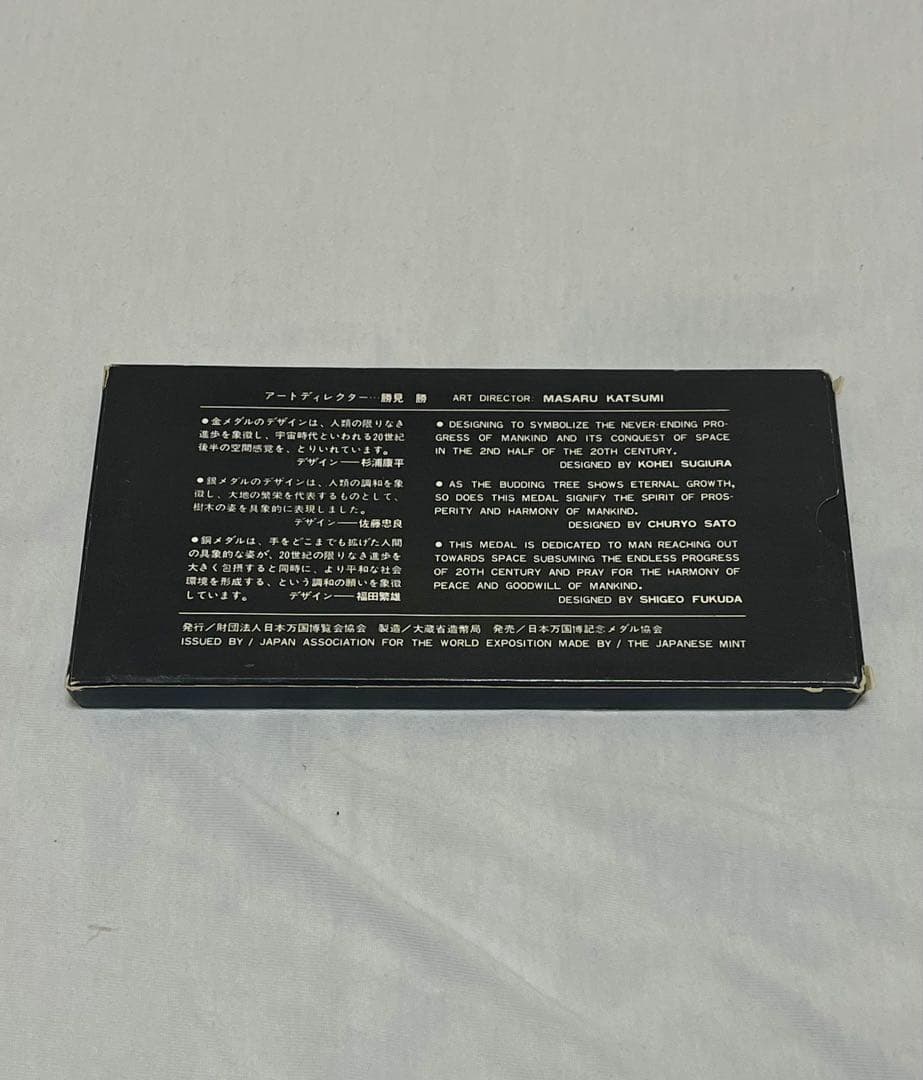 アートディレクター…勝見 勝 ART DIRECTOR: MASARU KATSUMI
●金メダルのデザインは、人類の限りなき
進歩を象徴し、宇宙時代といわれる20世紀
後半の空間感覚を、とりいれています。
デザイン──杉浦康平
●銀メダルのデザインは、人類の調和を象
徴し、大地の繁栄を代表するものとして、
樹木の姿を具象的に表現しました。
デザイン──佐藤忠良
●銅メダルは、手をどこまでも拡げた人間
の具象的な姿が、20世紀の限りなき進歩を
大きく包摂すると同時に、より平和な社会
環境を形成する、という調和の願いを象徴
しています。 デザイン──福田繁雄
● DESIGNING TO SYMBOLIZE THE NEVER-ENDING PRO-
GRESS OF MANKIND AND ITS CONQUEST OF SPACE
IN THE 2ND HALF OF THE 20TH CENTURY.
DESIGNED BY KOHEI SUGIURA
● AS THE BUDDING TREE SHOWS ETERNAL GROWTH,
SO DOES THIS MEDAL SIGNIFY THE SPIRIT OF PROS-
PERITY AND HARMONY OF MANKIND.
DESIGNED BY CHURYO SATO
● THIS MEDAL IS DEDICATED TO MAN REACHING OUT
TOWARDS SPACE SUBSUMING THE ENDLESS PROGRESS
OF 20TH CENTURY AND PRAY FOR THE HARMONY OF
PEACE AND GOODWILL OF MANKIND.
DESIGNED BY SHIGEO FUKUDA
発行／財団法人日本万国博覧会協会 製造／大蔵省造幣局 発売／日本万国博記念メダル協会
ISSUED BY / JAPAN ASSOCIATION FOR THE WORLD EXPOSITION MADE BY / THE JAPANESE MINT